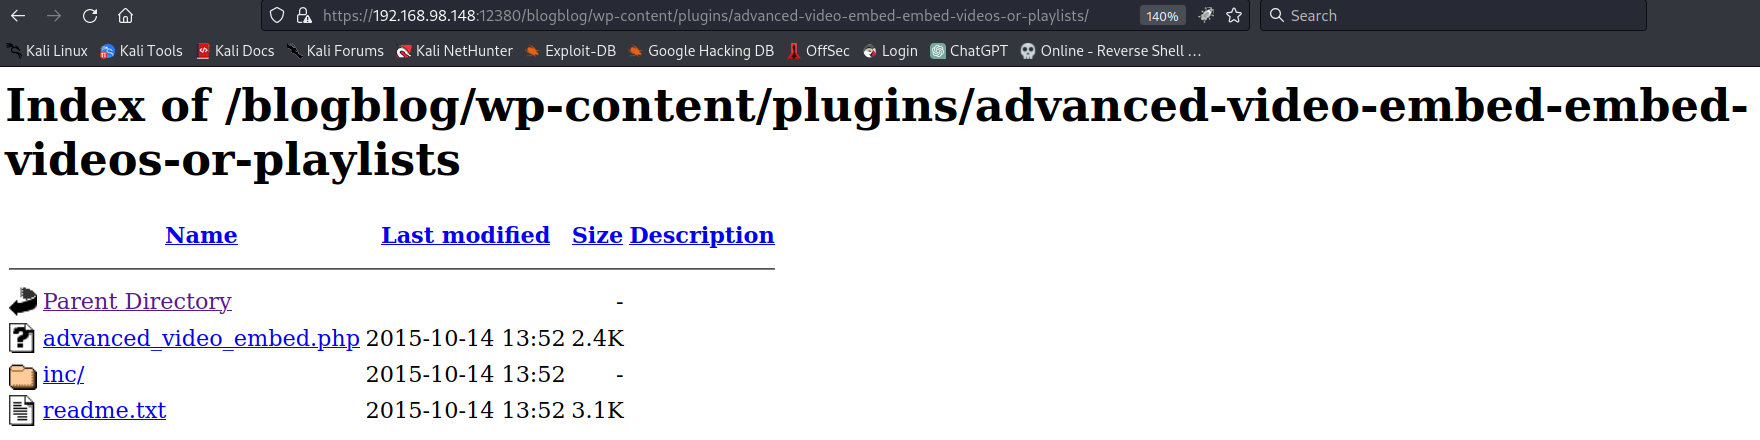 https://192.168.98.148:12380/blogblog/wp-content/plugins/advanced-video-embed-embed-videos-or-playlists/ 140% Search
Kali Linux Kali Tools Kali Docs Kali Forums Kali NetHunter Exploit-DB Google Hacking DB OffSec Login ChatGPT Online - Reverse Shell …
Index of /blogblog/wp-content/plugins/advanced-video-embed-embed-
videos-or-playlists
Name Last modified Size Description
Parent Directory -
advanced_video_embed.php 2015-10-14 13:52 2.4K
inc/ 2015-10-14 13:52 -
readme.txt 2015-10-14 13:52 3.1K